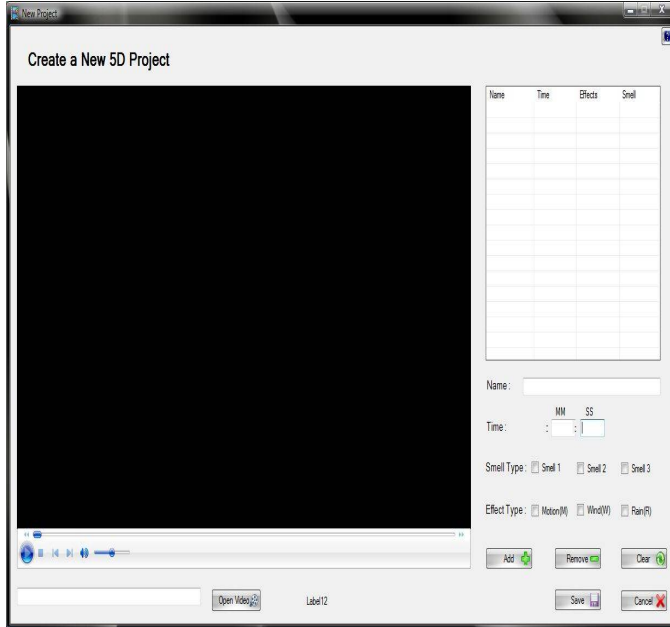 New Project
Create a New 5D Project
Name Time Effects Smell
Name :
MM SS
Time : : :
Smell Type : Smell 1 Smell 2 Smell 3
Effect Type : Motion(M) Wind(W) Rain(R)
Add Remove Clear
Open Video Label12 Save Cancel